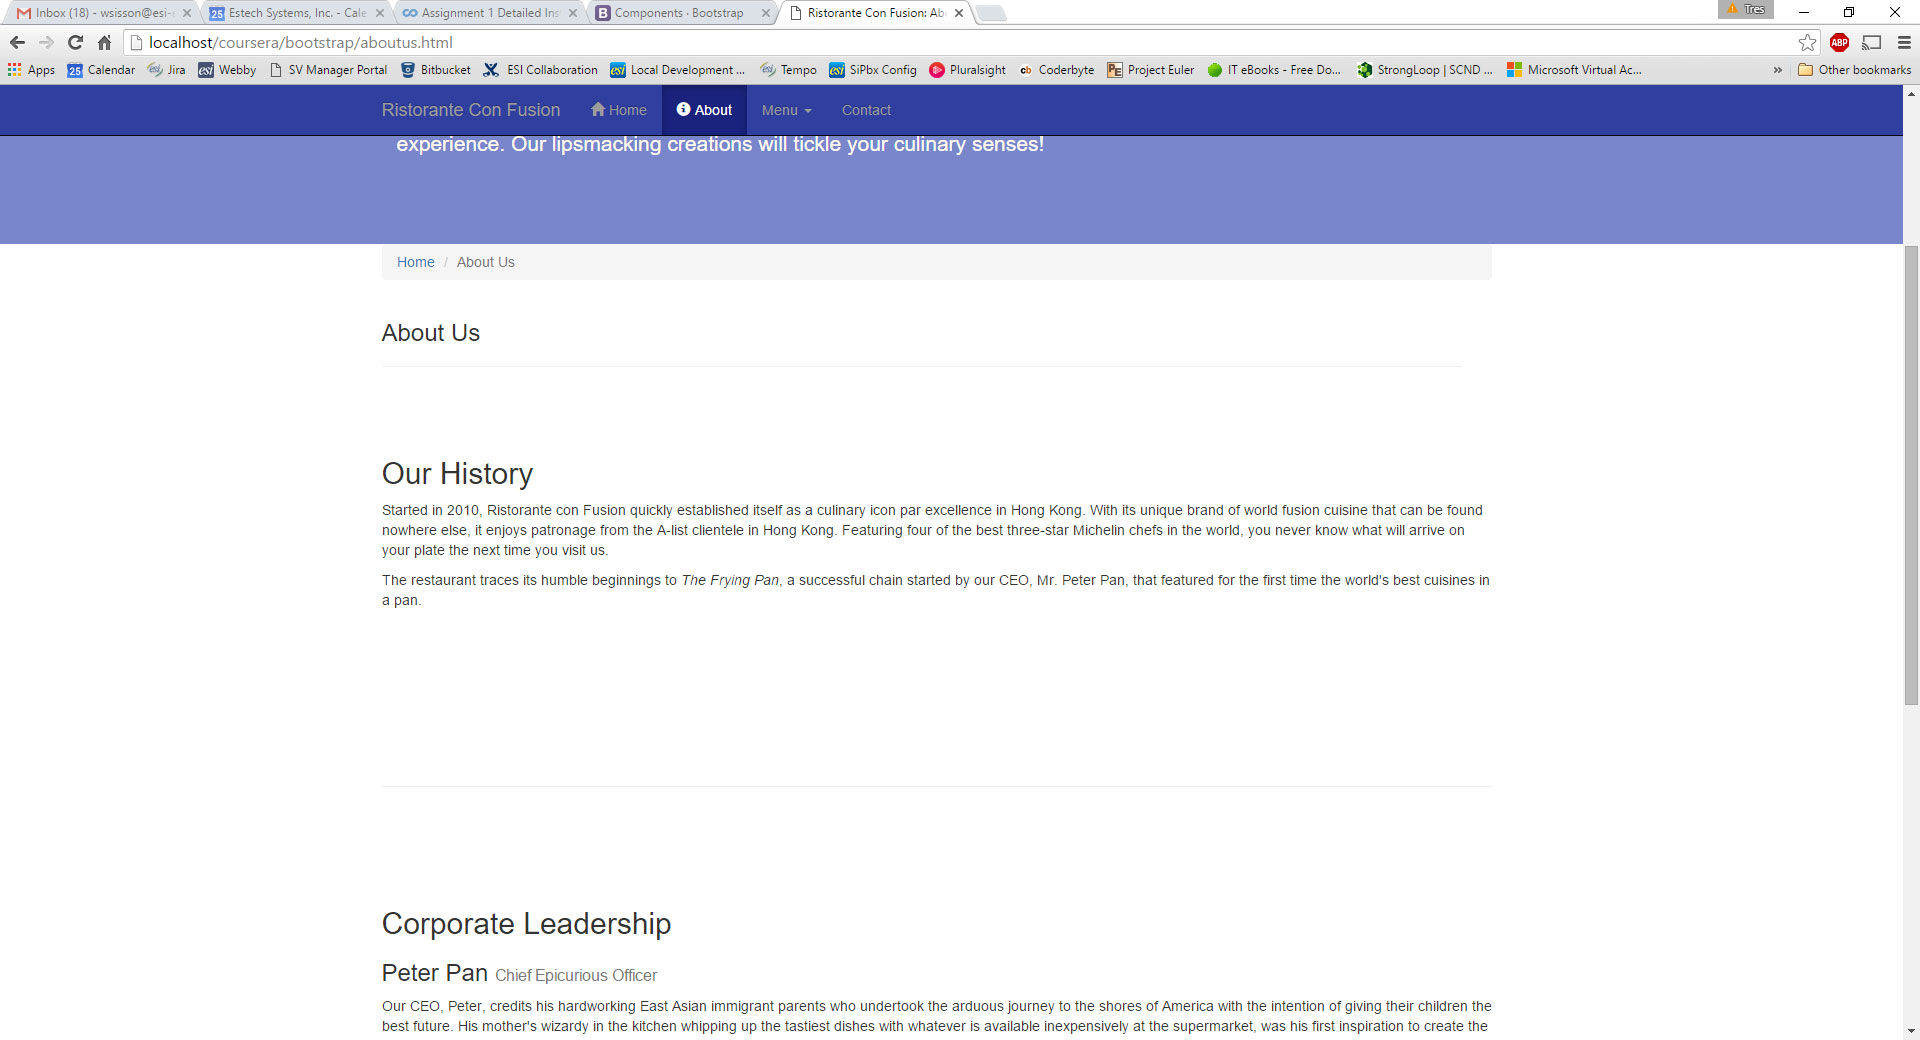 Inbox (18) - wsisson@esi-
Estech Systems, Inc. - Cale
Assignment 1 Detailed Ins
Components · Bootstrap
Ristorante Con Fusion: Ab
Tres
localhost/coursera/bootstrap/aboutus.html
ABP
Apps
25 Calendar
Jira
esi Webby
SV Manager Portal
Bitbucket
ESI Collaboration
esi Local Development ...
Tempo
esi SiPbx Config
Pluralsight
cb Coderbyte
PE Project Euler
IT eBooks - Free Do...
StrongLoop | SCND ...
Microsoft Virtual Ac...
»
Other bookmarks
Ristorante Con Fusion
Home
About
Menu
Contact
experience. Our lipsmacking creations will tickle your culinary senses!
Home / About Us
About Us
Our History
Started in 2010, Ristorante con Fusion quickly established itself as a culinary icon par excellence in Hong Kong. With its unique brand of world fusion cuisine that can be found
nowhere else, it enjoys patronage from the A-list clientele in Hong Kong. Featuring four of the best three-star Michelin chefs in the world, you never know what will arrive on
your plate the next time you visit us.
The restaurant traces its humble beginnings to The Frying Pan, a successful chain started by our CEO, Mr. Peter Pan, that featured for the first time the world's best cuisines in
a pan.
Corporate Leadership
Peter Pan Chief Epicurious Officer
Our CEO, Peter, credits his hardworking East Asian immigrant parents who undertook the arduous journey to the shores of America with the intention of giving their children the
best future. His mother's wizardy in the kitchen whipping up the tastiest dishes with whatever is available inexpensively at the supermarket, was his first inspiration to create the